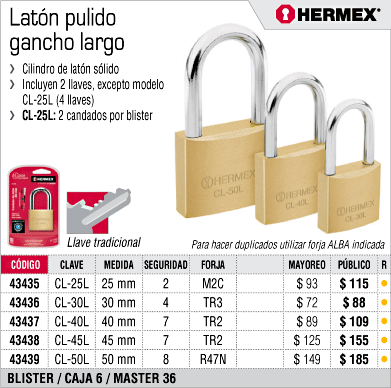 Latón pulido
gancho largo
HERMEX®
Cilindro de latón sólido
Incluyen 2 llaves, excepto modelo
CL-25L (4 llaves)
CL-25L: 2 candados por blister
HERMEX
HERMEX
CL-50L
HERMEX
CL-40L
HERMEX
CL-30L
Llave tradicional
Para hacer duplicados utilizar forja ALBA indicada
CÓDIGO CLAVE MEDIDA SEGURIDAD FORJA MAYOREO PÚBLICO R
43435 CL-25L 25 mm 2 M2C $ 93 $ 115
43436 CL-30L 30 mm 4 TR3 $ 72 $ 88
43437 CL-40L 40 mm 7 TR2 $ 89 $ 109
43438 CL-45L 45 mm 7 TR2 $ 125 $ 155
43439 CL-50L 50 mm 8 R47N $ 149 $ 185
BLISTER / CAJA 6 / MASTER 36